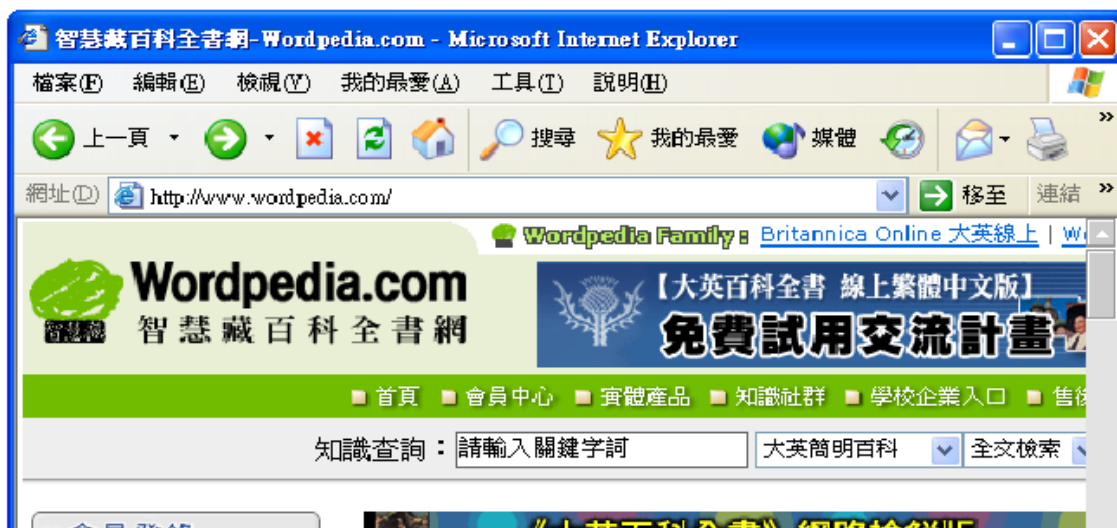 智慧藏百科全書網-Wordpedia.com - Microsoft Internet Explorer
檔案(F) 編輯(E) 檢視(V) 我的最愛(A) 工具(T) 說明(H)
上一頁 搜尋 我的最愛 媒體 »
網址(D) http://www.wordpedia.com/ 移至 連結 »
Wordpedia Family: Britannica Online 大英線上 |
Wordpedia.com
智慧藏百科全書網
【大英百科全書 線上繁體中文版】
免費試用交流計畫
首頁 會員中心 實體產品 知識社群 學校企業入口
知識查詢：請輸入關鍵字詞 大英簡明百科 全文檢索